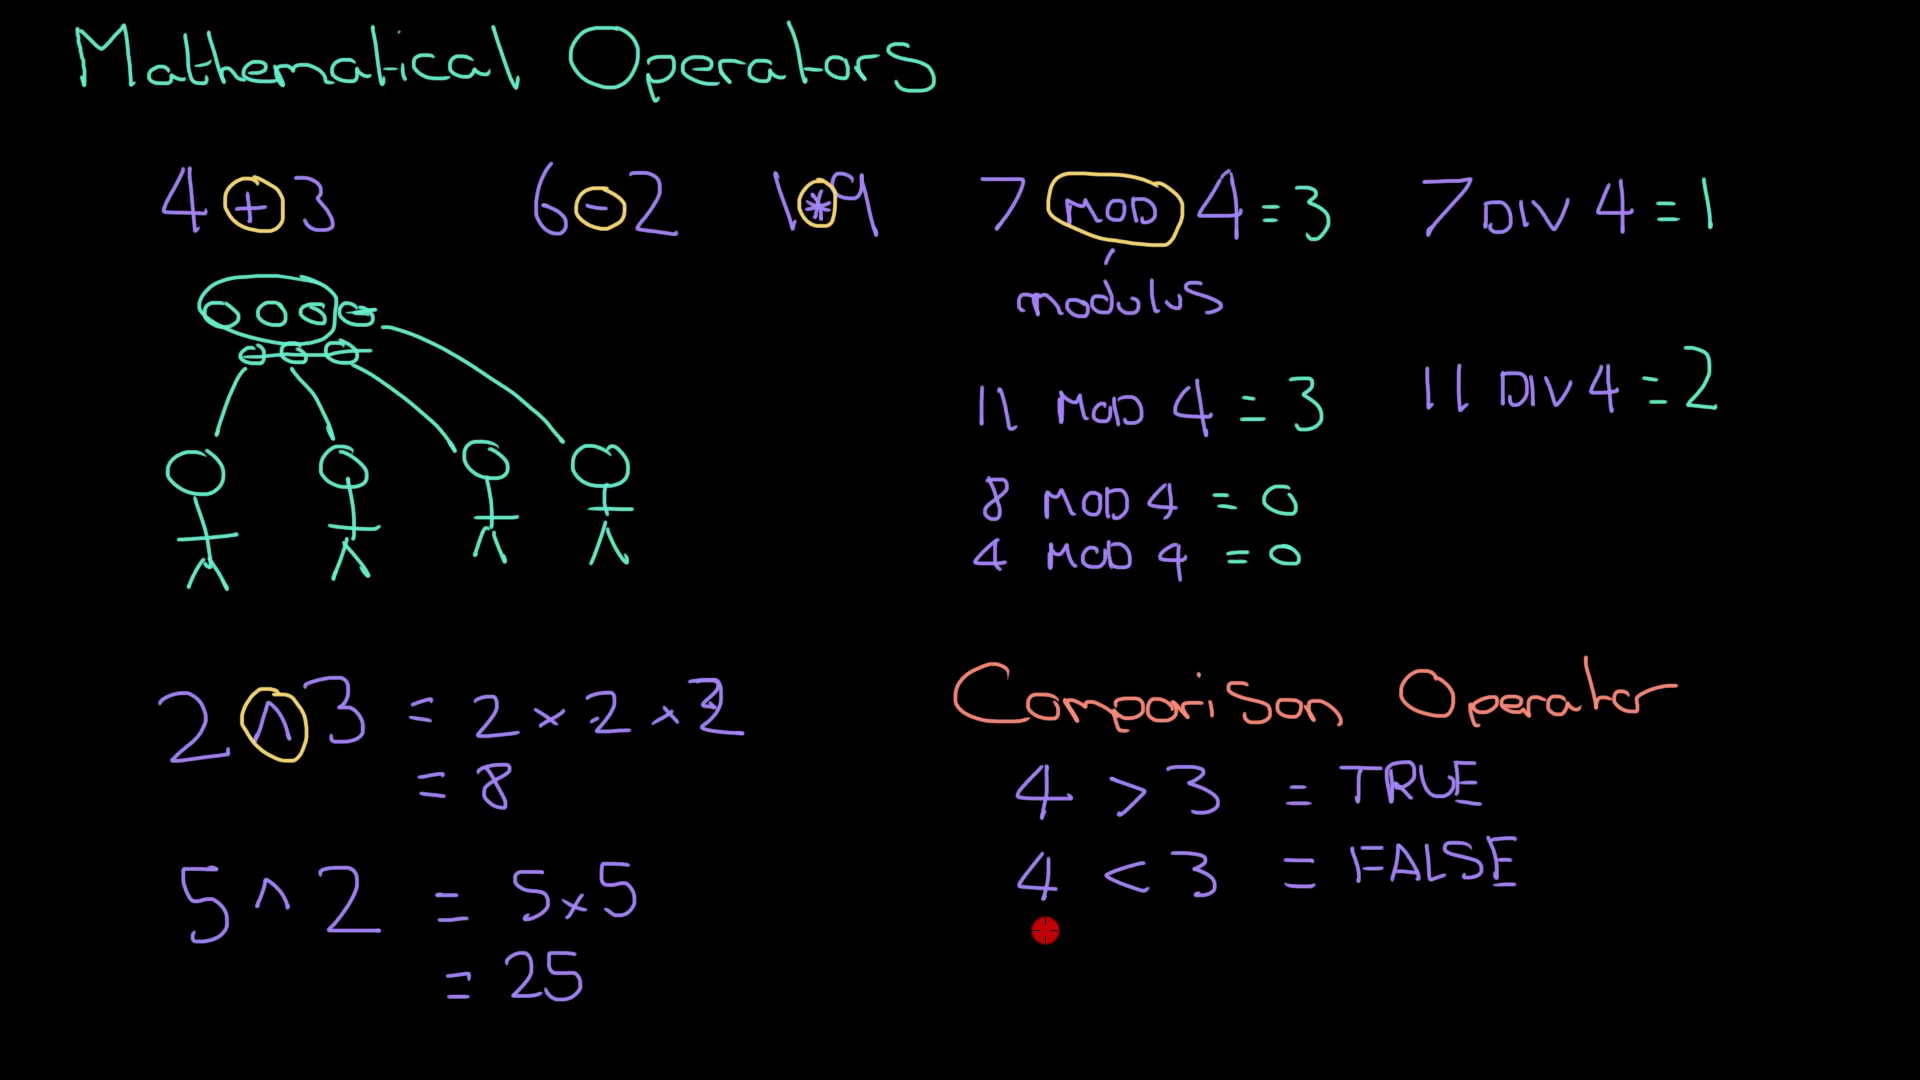 Mathematical Operators
4 + 3
6 - 2
1 * 9
7 MOD 4 = 3
7 DIV 4 = 1
modulus
11 MOD 4 = 3
11 DIV 4 = 2
8 MOD 4 = 0
4 MOD 4 = 0
2 ^ 3 = 2 x 2 x 2
= 8
5 ^ 2 = 5 x 5
= 25
Comparison Operator
4 > 3 = TRUE
4 < 3 = FALSE